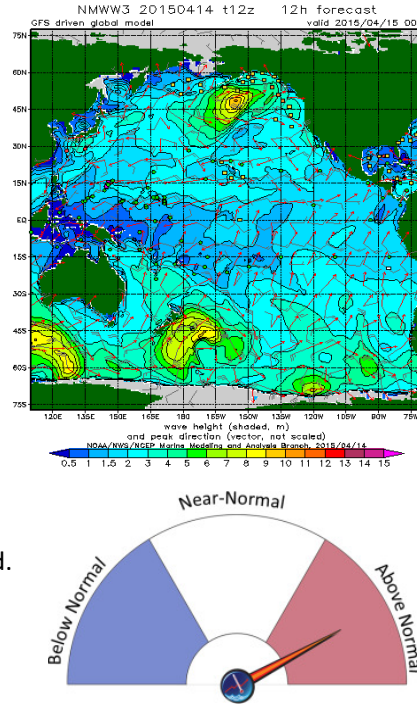 NMWW3 20150414 t12z 12h forecast
GFS driven global model valid 2015/04/15 00
75N
60N
45N
30N
15N
EQ
15S
30S
45S
60S
75S
120E 135E 150E 165E 180 165W 150W 135W 120W 105W 90W 75W
wave height (shaded, m)
and peak direction (vector, not scaled)
NOAA/NWS/NCEP Marine Modeling and Analysis Branch, 2015/04/14
0.5 1 1.5 2 3 4 5 6 7 8 9 10 11 12 13 14 15
d.
Below Normal
Near-Normal
Above Normal